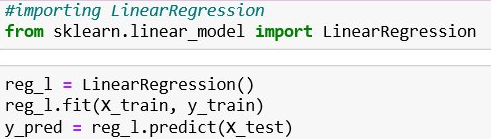 #importing LinearRegression
from sklearn.linear_model import LinearRegression
reg_l = LinearRegression()
reg_l.fit(X_train, y_train)
y_pred = reg_l.predict(X_test)